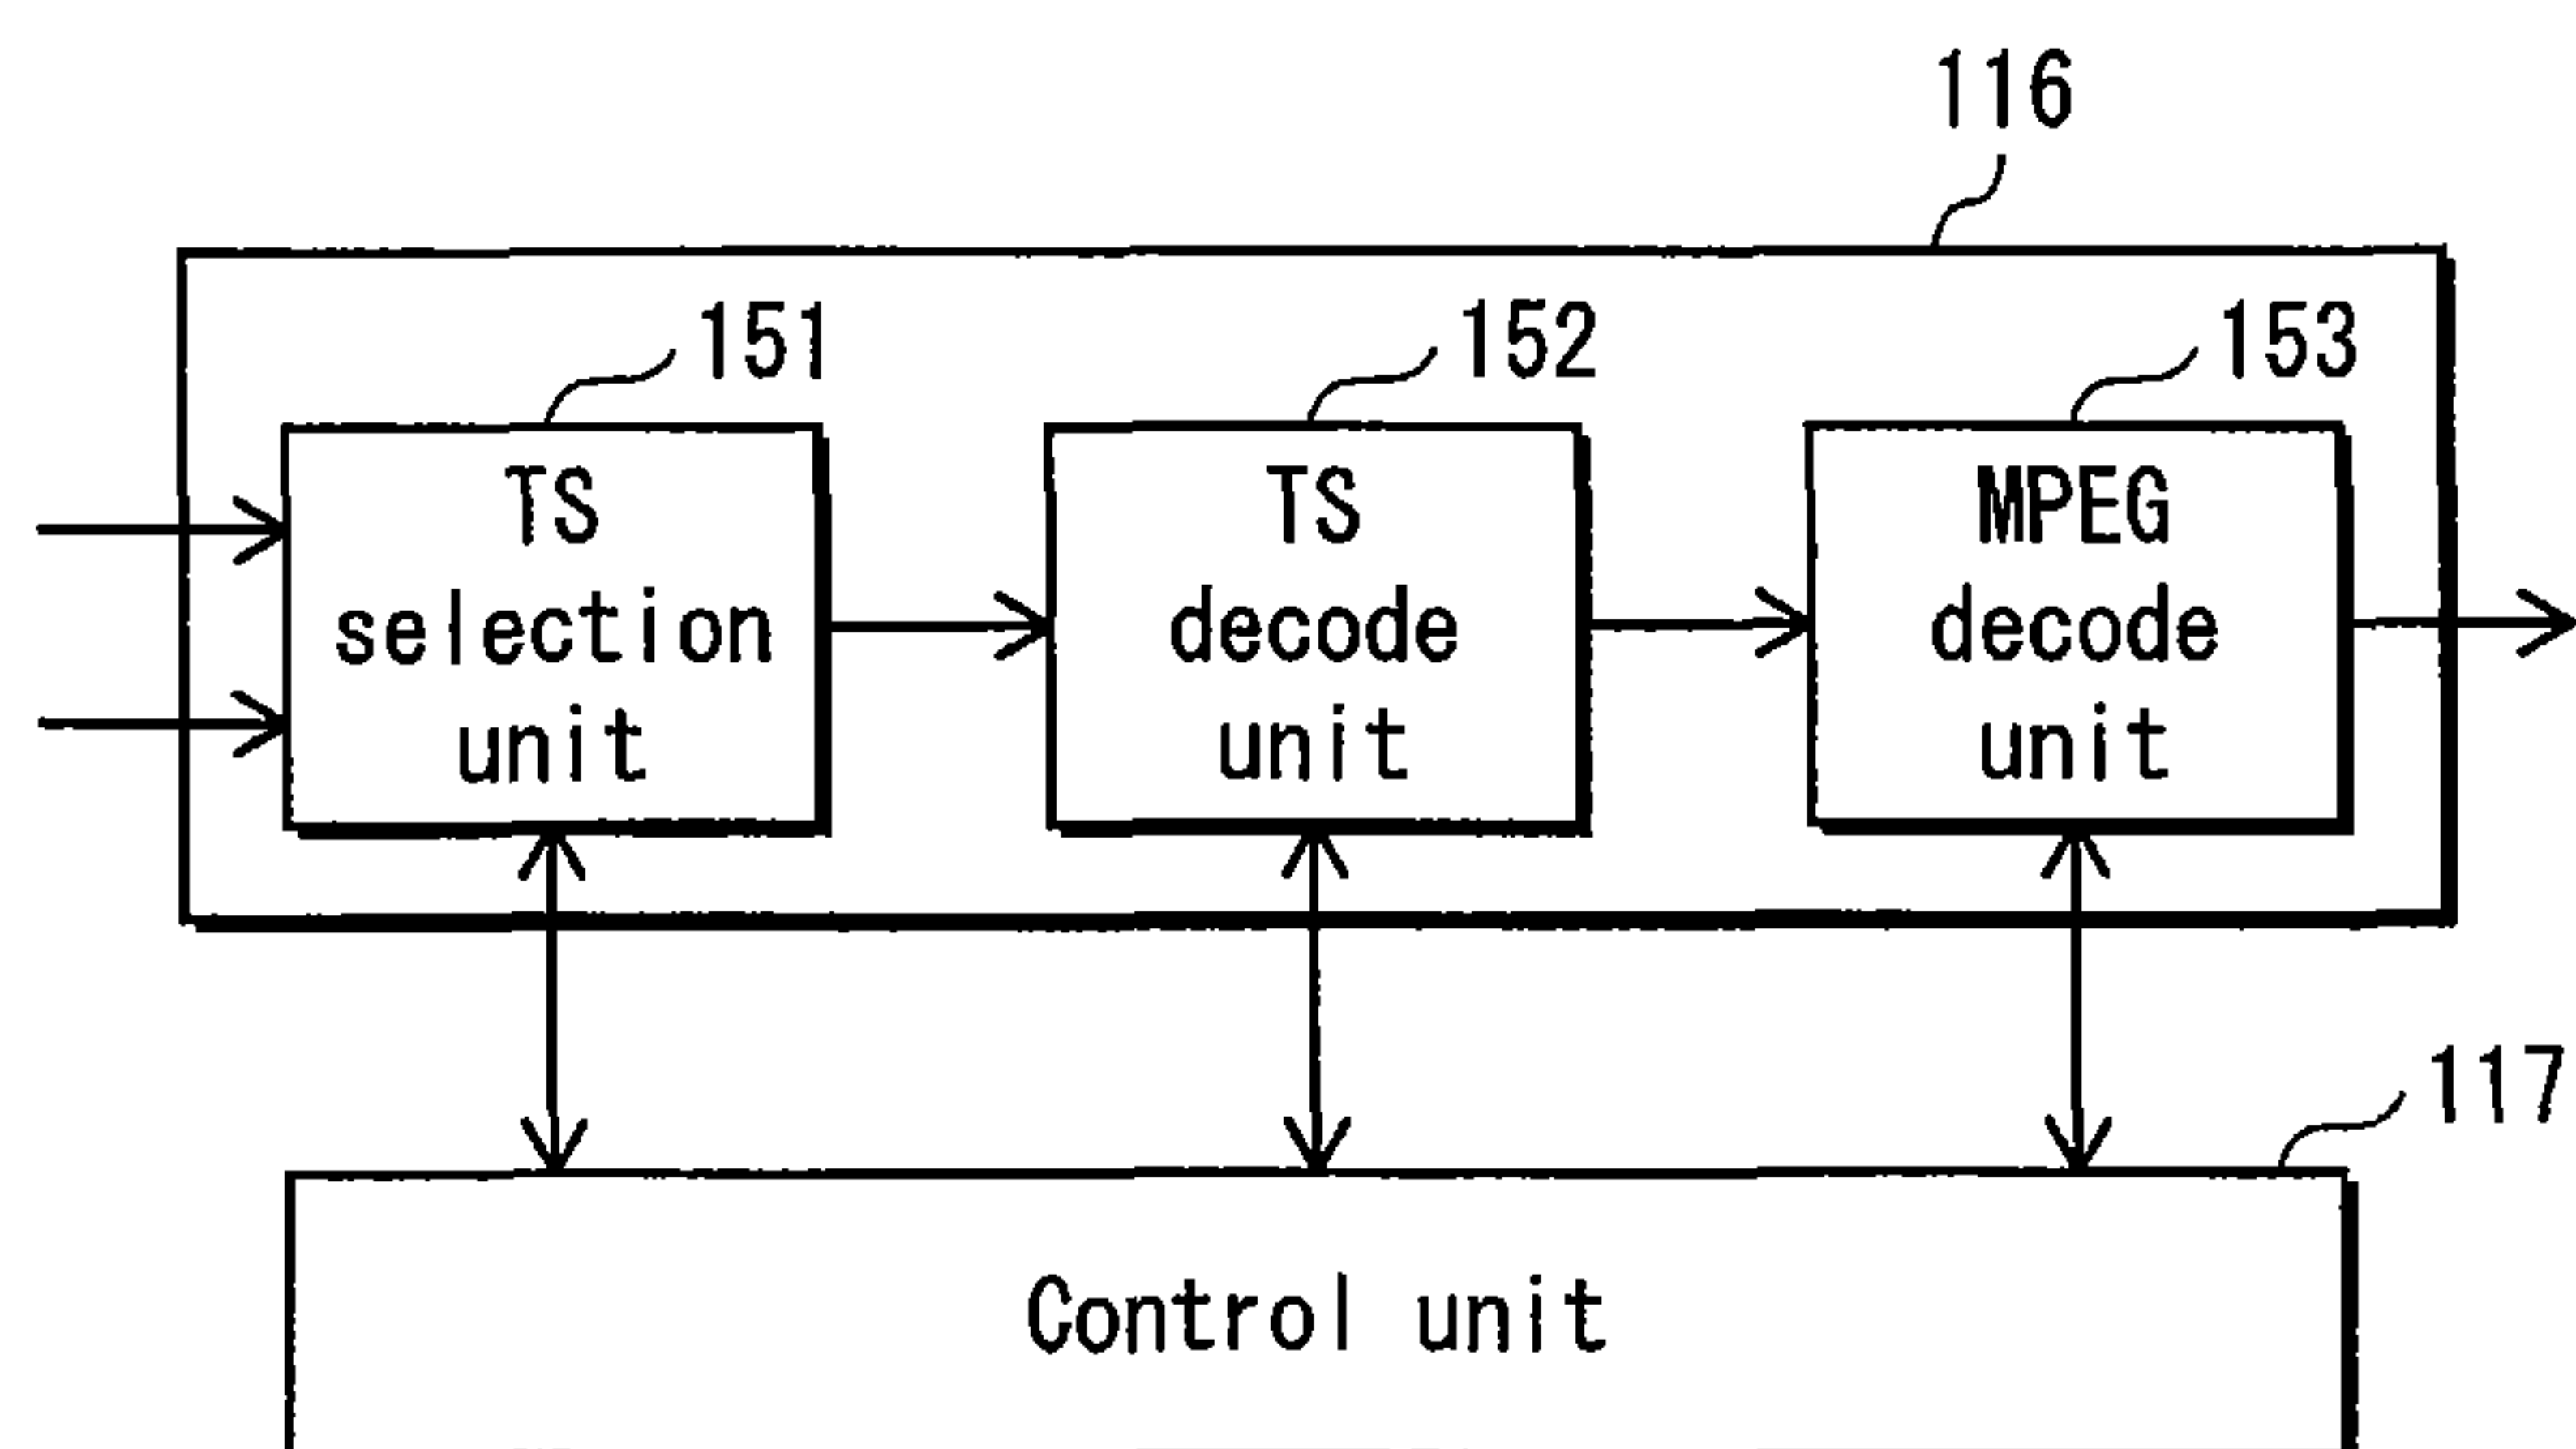 116
151
152
153
TS
selection
unit
TS
decode
unit
MPEG
decode
unit
117
Control unit